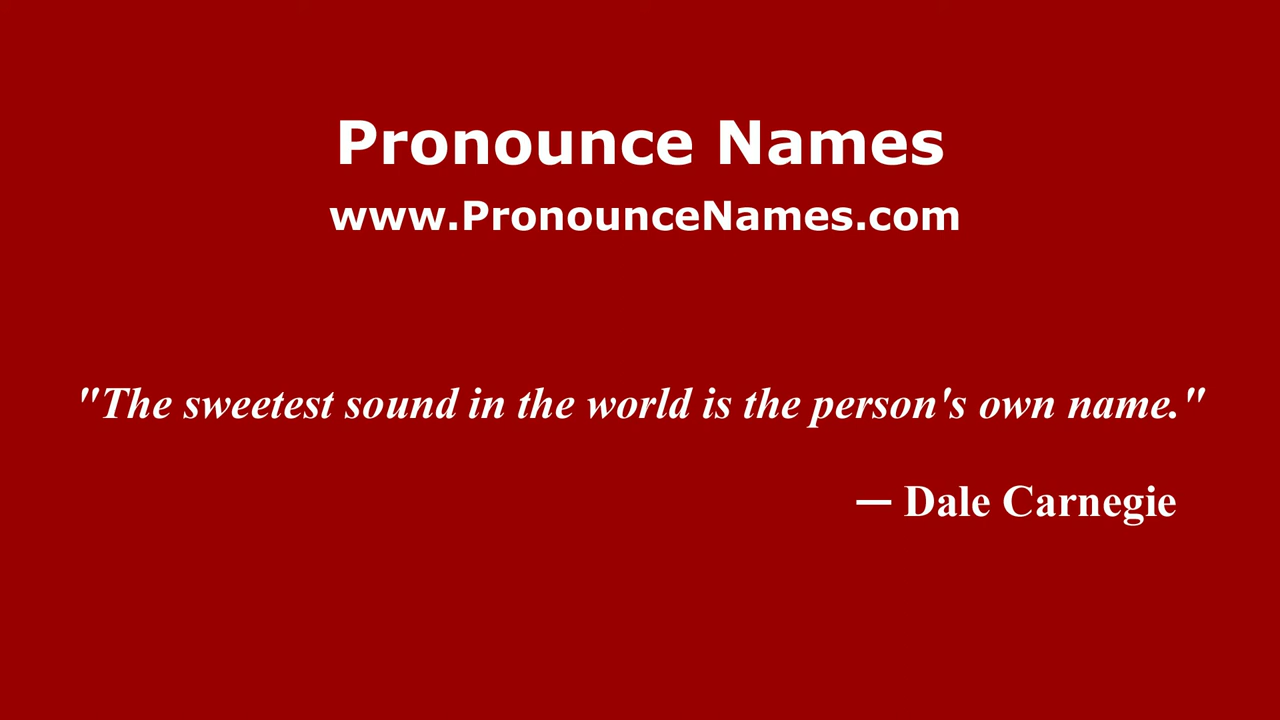 Pronounce Names
www.PronounceNames.com
"The sweetest sound in the world is the person's own name."
— Dale Carnegie